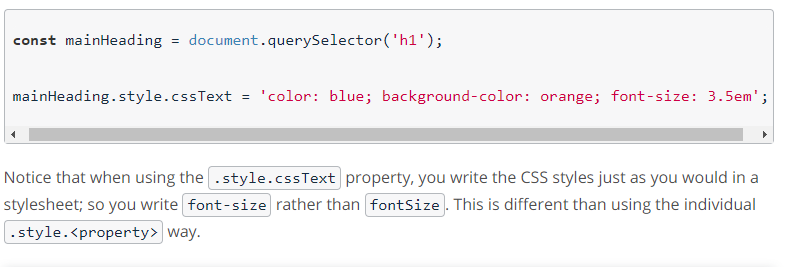 const mainHeading = document.querySelector('h1');
mainHeading.style.cssText = 'color: blue; background-color: orange; font-size: 3.5em';
Notice that when using the .style.cssText property, you write the CSS styles just as you would in a
stylesheet; so you write font-size rather than fontSize. This is different than using the individual
.style.<property> way.